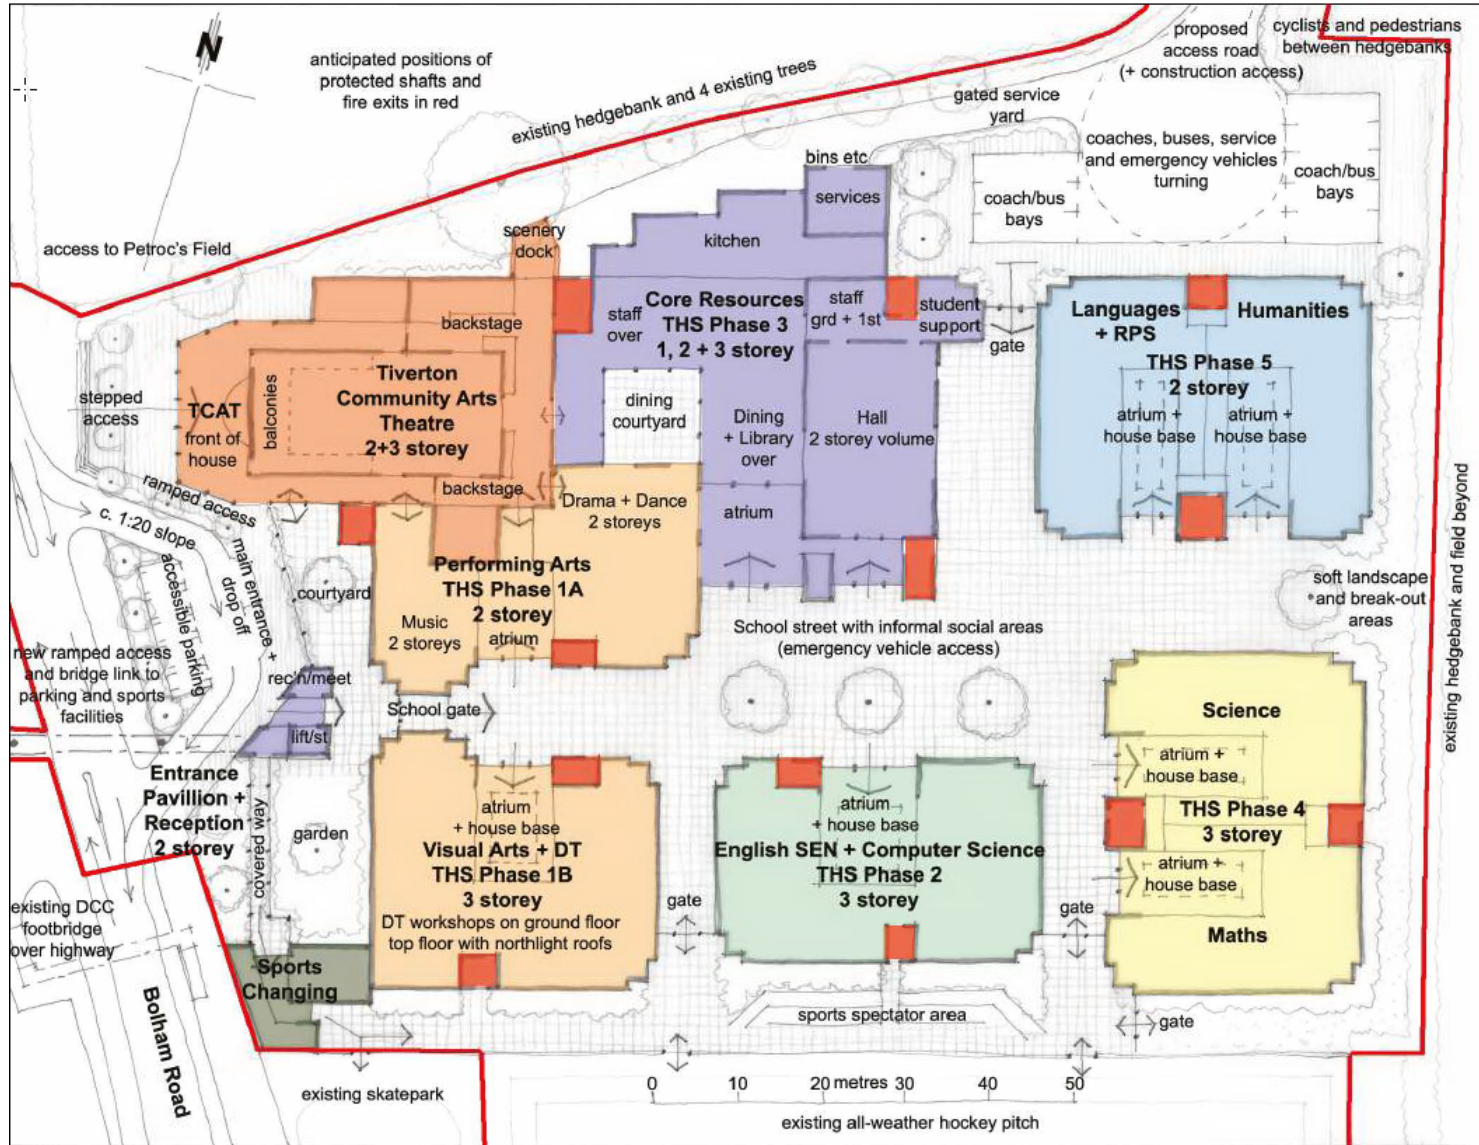 N
anticipated positions of
protected shafts and
fire exits in red
existing hedgebank and 4 existing trees
proposed
access road
(+ construction access)
cyclists and pedestrians
between hedgebanks
gated service
yard
coaches, buses, service
and emergency vehicles
turning
coach/bus
bays
coach/bus
bays
bins etc
services
kitchen
access to Petroc's Field
scenery
dock
backstage
staff
over
Core Resources
THS Phase 3
1, 2 + 3 storey
staff
grd + 1st
student
support
gate
Languages
+ RPS
Humanities
THS Phase 5
2 storey
atrium +
house base
atrium +
house base
stepped
access
TCAT
front of
house
balconies
Tiverton
Community Arts
Theatre
2+3 storey
dining
courtyard
Dining
+ Library
over
Hall
2 storey volume
backstage
Drama + Dance
2 storeys
atrium
ramped access
c. 1:20 slope
main entrance +
drop off
accessible parking
courtyard
Performing Arts
THS Phase 1A
2 storey
Music
2 storeys
atrium
School street with informal social areas
(emergency vehicle access)
soft landscape
and break-out
areas
existing hedgebank and field beyond
new ramped access
and bridge link to
parking and sports
facilities
rec'n/meet
lift/st
School gate
Entrance
Pavillion +
Reception
2 storey
covered way
garden
atrium
+ house base
Visual Arts + DT
THS Phase 1B
3 storey
DT workshops on ground floor
top floor with northlight roofs
gate
atrium
+ house base
English SEN + Computer Science
THS Phase 2
3 storey
gate
Science
atrium +
house base
THS Phase 4
3 storey
atrium +
house base
Maths
existing DCC
footbridge
over highway
Sports
Changing
Bolham Road
sports spectator area
gate
existing skatepark
0 10 20 metres 30 40 50
existing all-weather hockey pitch